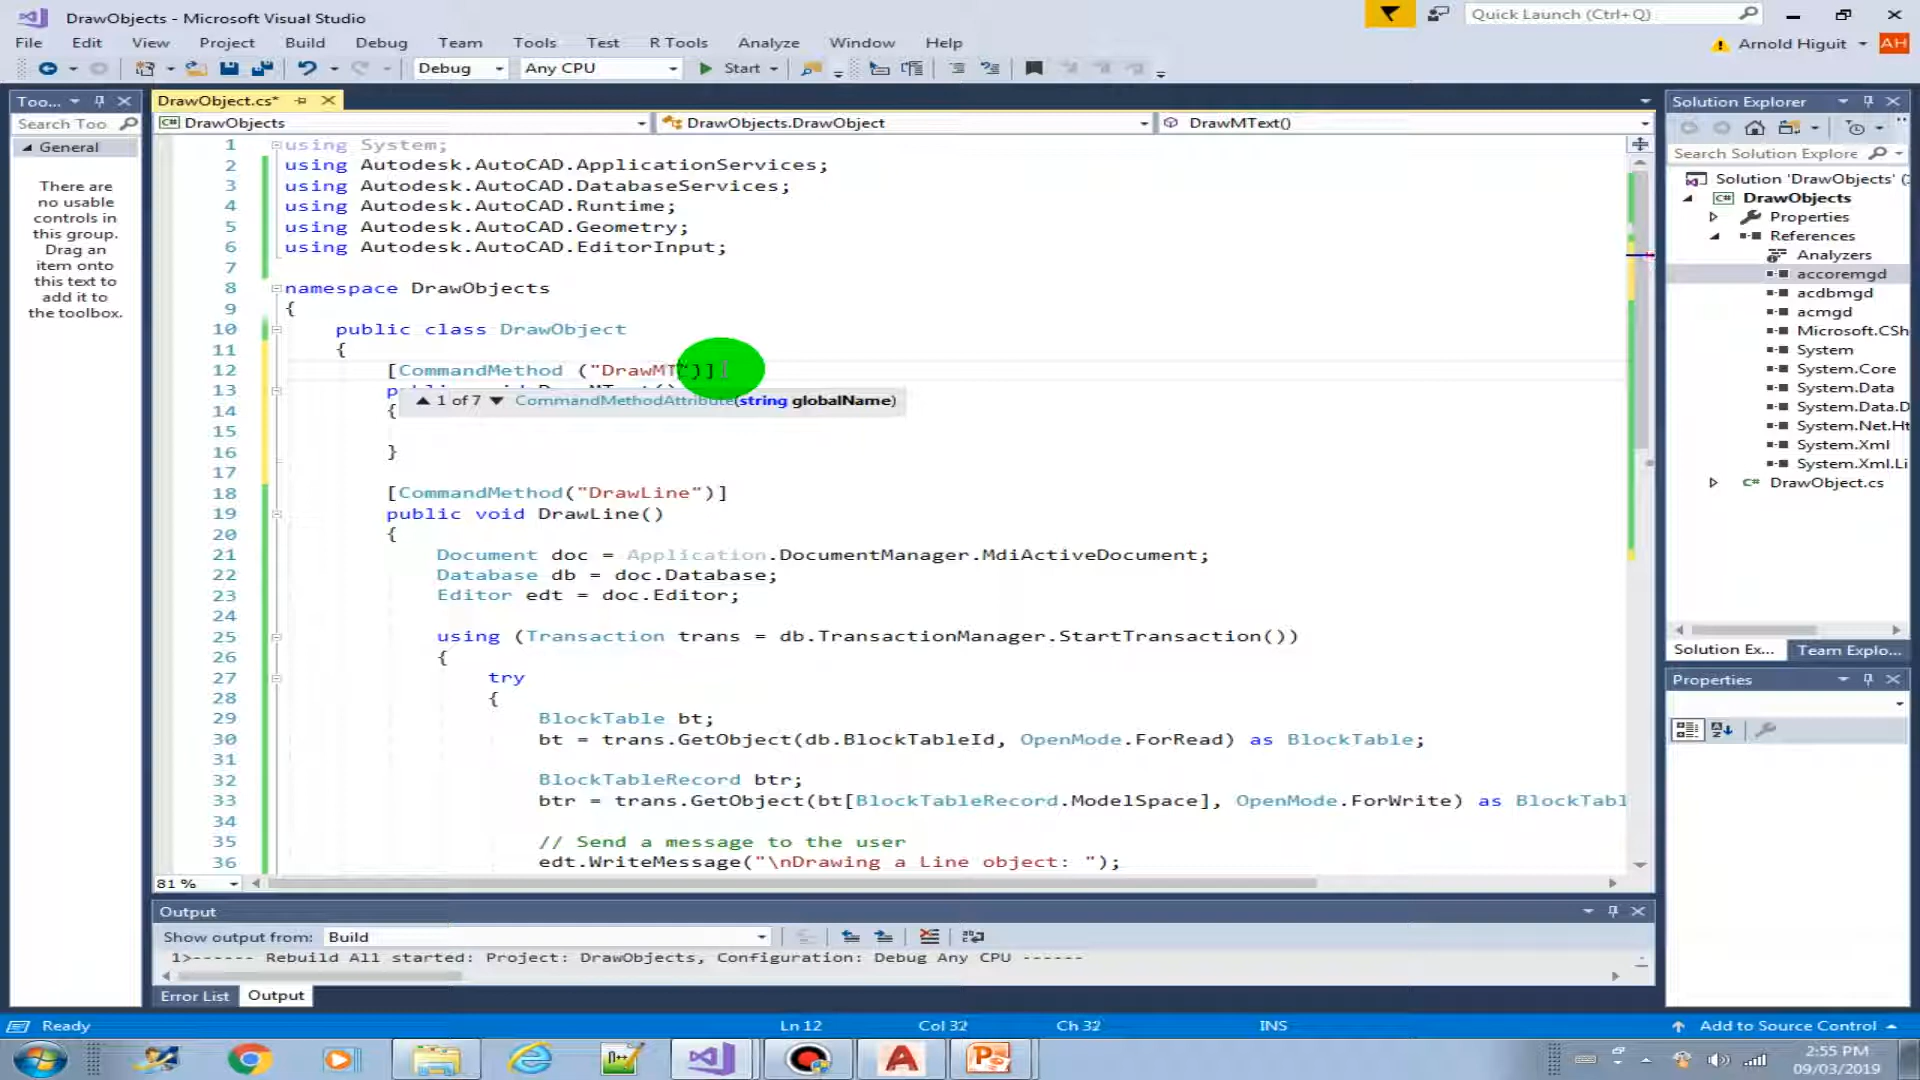 DrawObjects - Microsoft Visual Studio
Quick Launch (Ctrl+Q)
File Edit View Project Build Debug Team Tools Test R Tools Analyze Window Help
Arnold Higuit AH
Debug Any CPU Start
Too...
DrawObject.cs*
Solution Explorer
Search Too
DrawObjects DrawObjects.DrawObject DrawMText()
General
There are
no usable
controls in
this group.
Drag an
item onto
this text to
add it to
the toolbox.
1 using System;
2 using Autodesk.AutoCAD.ApplicationServices;
3 using Autodesk.AutoCAD.DatabaseServices;
4 using Autodesk.AutoCAD.Runtime;
5 using Autodesk.AutoCAD.Geometry;
6 using Autodesk.AutoCAD.EditorInput;
7
8 namespace DrawObjects
9 {
10 public class DrawObject
11 {
12 [CommandMethod ("DrawMT")]
13
1 of 7 CommandMethodAttribute(string globalName)
14 {
15
16 }
17
18 [CommandMethod("DrawLine")]
19 public void DrawLine()
20 {
21 Document doc = Application.DocumentManager.MdiActiveDocument;
22 Database db = doc.Database;
23 Editor edt = doc.Editor;
24
25 using (Transaction trans = db.TransactionManager.StartTransaction())
26 {
27 try
28 {
29 BlockTable bt;
30 bt = trans.GetObject(db.BlockTableId, OpenMode.ForRead) as BlockTable;
31
32 BlockTableRecord btr;
33 btr = trans.GetObject(bt[BlockTableRecord.ModelSpace], OpenMode.ForWrite) as BlockTabl
34
35 // Send a message to the user
36 edt.WriteMessage("\nDrawing a Line object: ");
81 %
Search Solution Explore
Solution 'DrawObjects' (
DrawObjects
Properties
References
Analyzers
accoremgd
acdbmgd
acmgd
Microsoft.CSh
System
System.Core
System.Data
System.Data.D
System.Net.Ht
System.Xml
System.Xml.Li
C# DrawObject.cs
Solution Ex... Team Explo...
Properties
Output
Show output from: Build
1>------ Rebuild All started: Project: DrawObjects, Configuration: Debug Any CPU ------
Error List Output
Ready Ln 12 Col 32 Ch 32 INS Add to Source Control
2:55 PM
09/03/2019